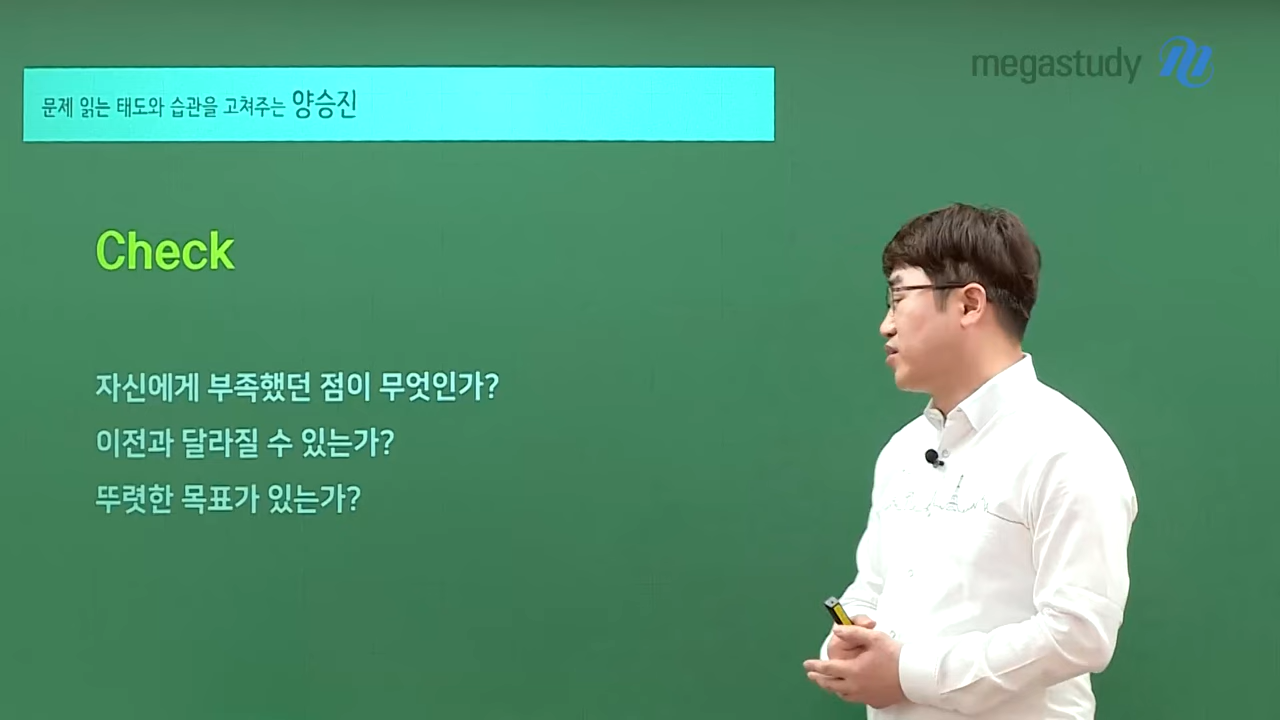 megastudy
문제 읽는 태도와 습관을 고쳐주는 양승진
Check
자신에게 부족했던 점이 무엇인가?
이전과 달라질 수 있는가?
뚜렷한 목표가 있는가?